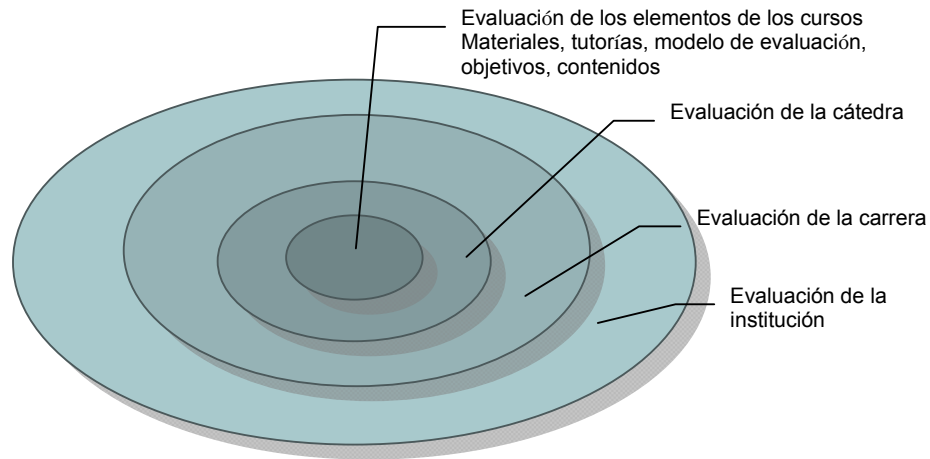 Evaluación de los elementos de los cursos
Materiales, tutorías, modelo de evaluación,
objetivos, contenidos
Evaluación de la cátedra
Evaluación de la carrera
Evaluación de la
institución